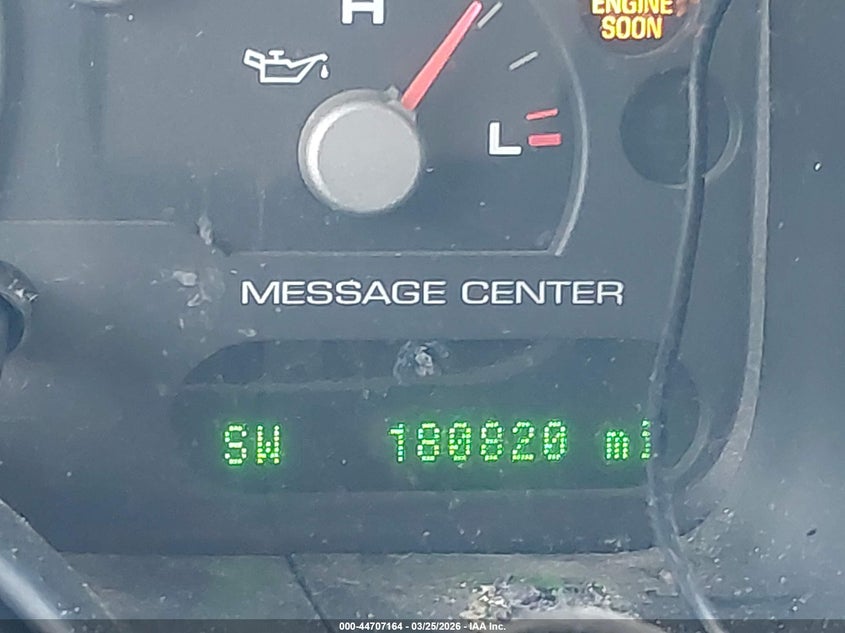 H
ENGINE
SOON
L
MESSAGE CENTER
SW 180820 mi
000-44707164 - 03/25/2026 - IAA Inc.